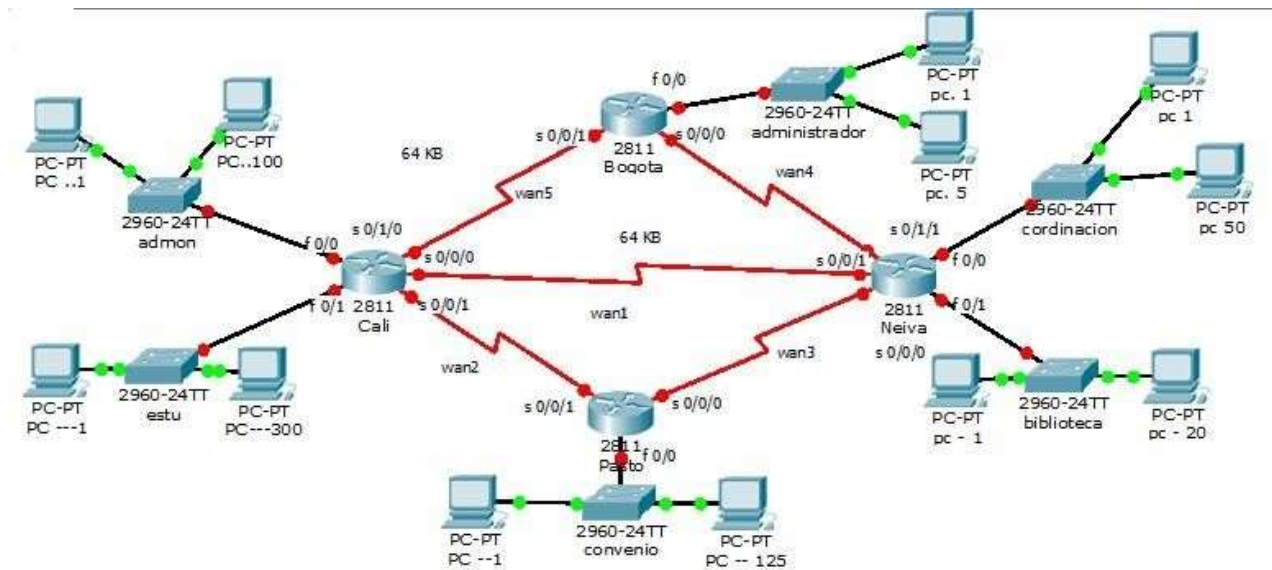 PC-PT
PC ..1
PC-PT
PC..100
2960-24TT
admon
f 0/0
s 0/1/0
s 0/0/0
f 0/1
2811
Cali
s 0/0/1
PC-PT
PC ---1
2960-24TT
estu
PC-PT
PC---300
64 KB
wan5
s 0/0/1
2811
Bogota
f 0/0
s 0/0/0
2960-24TT
administrador
PC-PT
pc. 1
PC-PT
pc. 5
wan4
64 KB
wan1
wan2
wan3
s 0/0/1
s 0/0/0
2811
Pasto
f 0/0
PC-PT
PC --1
2960-24TT
convenio
PC-PT
PC -- 125
s 0/1/1
s 0/0/1
f 0/0
f 0/1
2811
Neiva
s 0/0/0
PC-PT
pc 1
2960-24TT
cordinacion
PC-PT
pc 50
PC-PT
pc - 1
2960-24TT
biblioteca
PC-PT
pc - 20